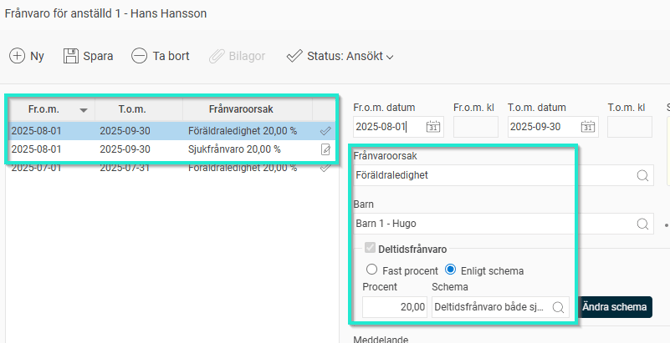 Frånvaro för anställd 1 - Hans Hansson
Ny Spara Ta bort Bilagor Status: Ansökt
Fr.o.m. T.o.m. Frånvaroorsak
2025-08-01 2025-09-30 Föräldraledighet 20,00 %
2025-08-01 2025-09-30 Sjukfrånvaro 20,00 %
2025-07-01 2025-07-31 Föräldraledighet 20,00 %
Fr.o.m. datum Fr.o.m. kl T.o.m. datum T.o.m. kl
2025-08-01 2025-09-30
Frånvaroorsak
Föräldraledighet
Barn
Barn 1 - Hugo
Deltidsfrånvaro
Fast procent Enligt schema
Procent Schema
20,00 Deltidsfrånvaro både sj... Ändra schema
Meddelande